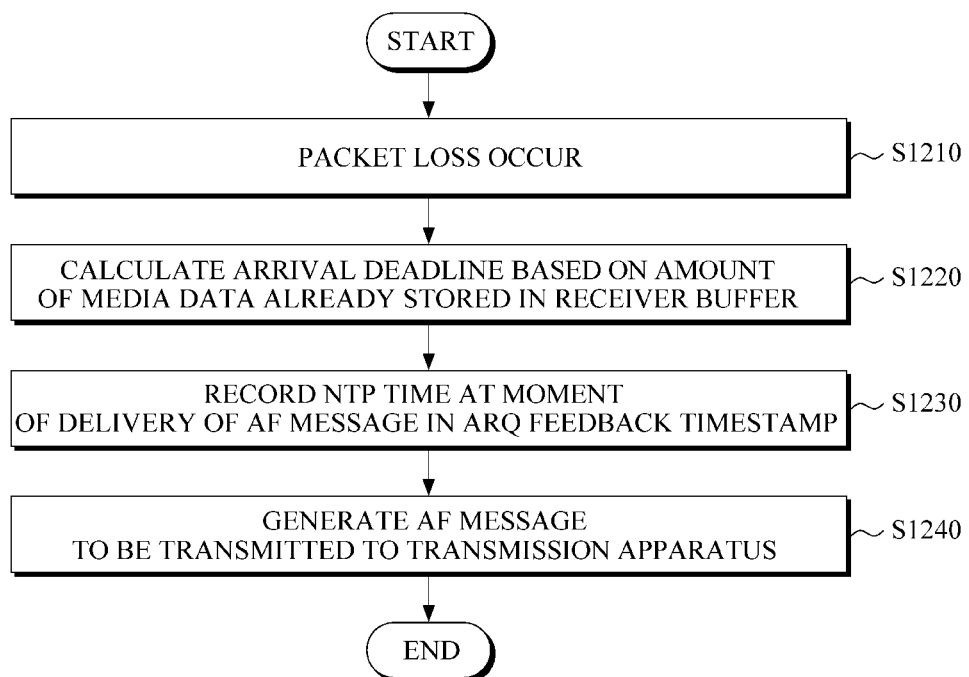 START
PACKET LOSS OCCUR
S1210
CALCULATE ARRIVAL DEADLINE BASED ON AMOUNT
OF MEDIA DATA ALREADY STORED IN RECEIVER BUFFER
S1220
RECORD NTP TIME AT MOMENT
OF DELIVERY OF AF MESSAGE IN ARQ FEEDBACK TIMESTAMP
S1230
GENERATE AF MESSAGE
TO BE TRANSMITTED TO TRANSMISSION APPARATUS
S1240
END